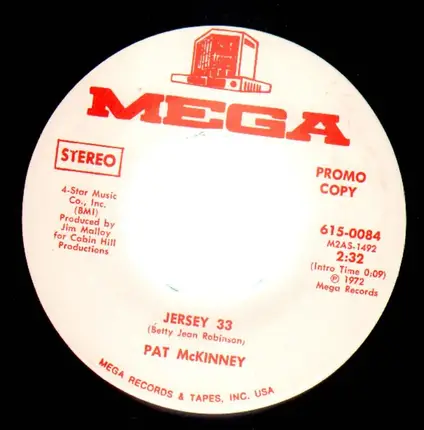 MEGA
STEREO
4-Star Music
Co., Inc.
(BMI)
Produced by
Jim Malloy
for Cabin Hill
Productions
PROMO
COPY
615-0084
M2AS-1492
2:32
(Intro Time 0:09)
Ⓟ 1972
Mega Records
JERSEY 33
(Betty Jean Robinson)
PAT McKINNEY
MEGA RECORDS & TAPES, INC. USA